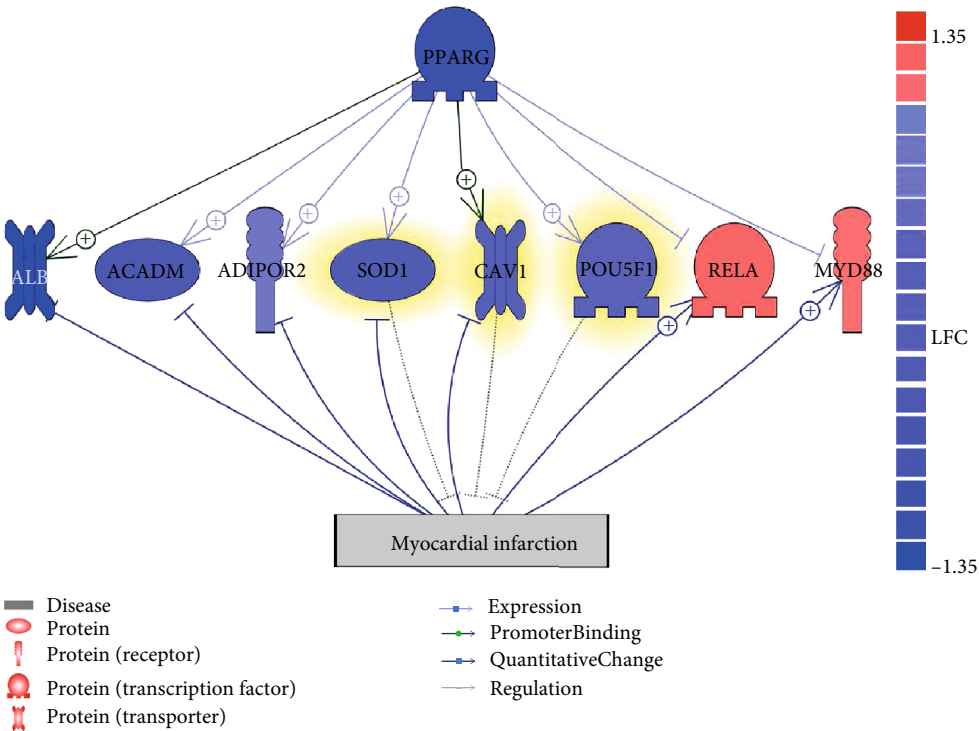 PPARG
1.35
ALB
ACADM
ADIPOR2
SOD1
CAV1
POU5F1
RELA
MYD88
+
+
+
+
+
+
+
+
LFC
Myocardial infarction
–1.35
Disease
Protein
Protein (receptor)
Protein (transcription factor)
Protein (transporter)
Expression
PromoterBinding
QuantitativeChange
Regulation